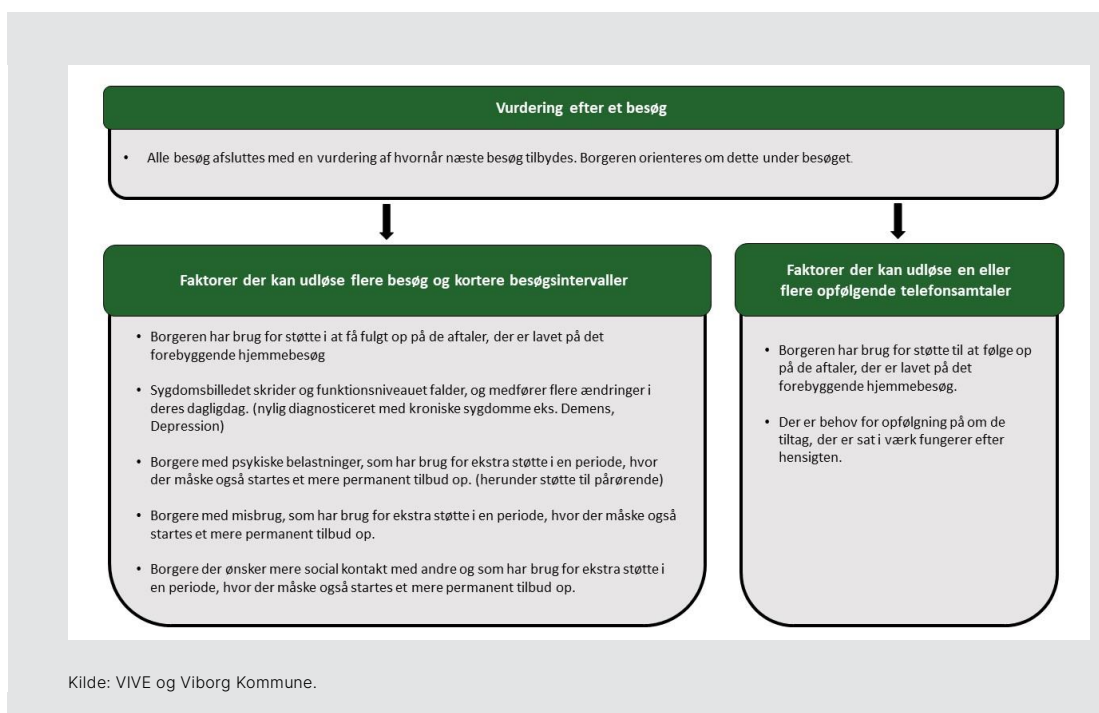 Vurdering efter et besøg
• Alle besøg afsluttes med en vurdering af hvornår næste besøg tilbydes. Borgeren orienteres om dette under besøget.
Faktorer der kan udløse flere besøg og kortere besøgsintervaller
• Borgeren har brug for støtte i at få fulgt op på de aftaler, der er lavet på det
forebyggende hjemmebesøg
• Sygdomsbilledet skrider og funktionsniveauet falder, og medfører flere ændringer i
deres dagligdag. (nylig diagnosticeret med kroniske sygdomme eks. Demens,
Depression)
• Borgere med psykiske belastninger, som har brug for ekstra støtte i en periode, hvor
der måske også startes et mere permanent tilbud op. (herunder støtte til pårørende)
• Borgere med misbrug, som har brug for ekstra støtte i en periode, hvor der måske også
startes et mere permanent tilbud op.
• Borgere der ønsker mere social kontakt med andre og som har brug for ekstra støtte i
en periode, hvor der måske også startes et mere permanent tilbud op.
Faktorer der kan udløse en eller
flere opfølgende telefonsamtaler
• Borgeren har brug for støtte til at følge op
på de aftaler, der er lavet på det
forebyggende hjemmebesøg.
• Der er behov for opfølgning på om de
tiltag, der er sat i værk fungerer efter
hensigten.
Kilde: VIVE og Viborg Kommune.